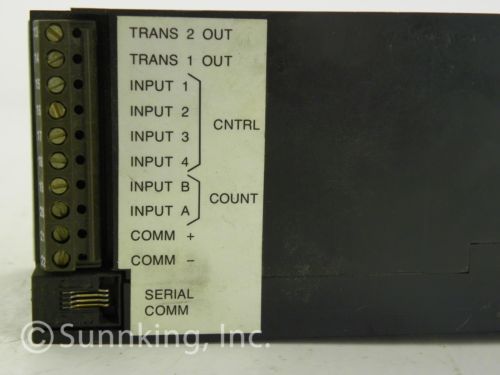 TRANS 2 OUT
TRANS 1 OUT
INPUT 1
INPUT 2
INPUT 3
INPUT 4
CNTRL
INPUT B
INPUT A
COUNT
COMM +
COMM −
SERIAL
COMM
© Sunnking, Inc.